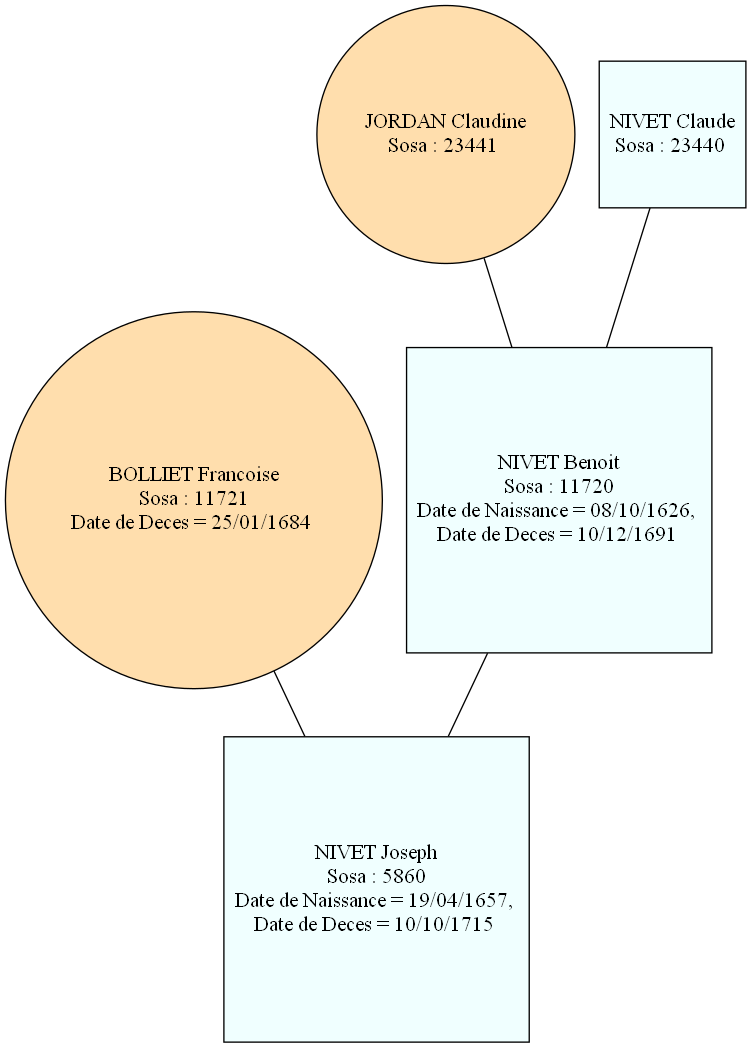 JORDAN Claudine
Sosa : 23441
NIVET Claude
Sosa : 23440
BOLLIET Francoise
Sosa : 11721
Date de Deces = 25/01/1684
NIVET Benoit
Sosa : 11720
Date de Naissance = 08/10/1626,
Date de Deces = 10/12/1691
NIVET Joseph
Sosa : 5860
Date de Naissance = 19/04/1657,
Date de Deces = 10/10/1715